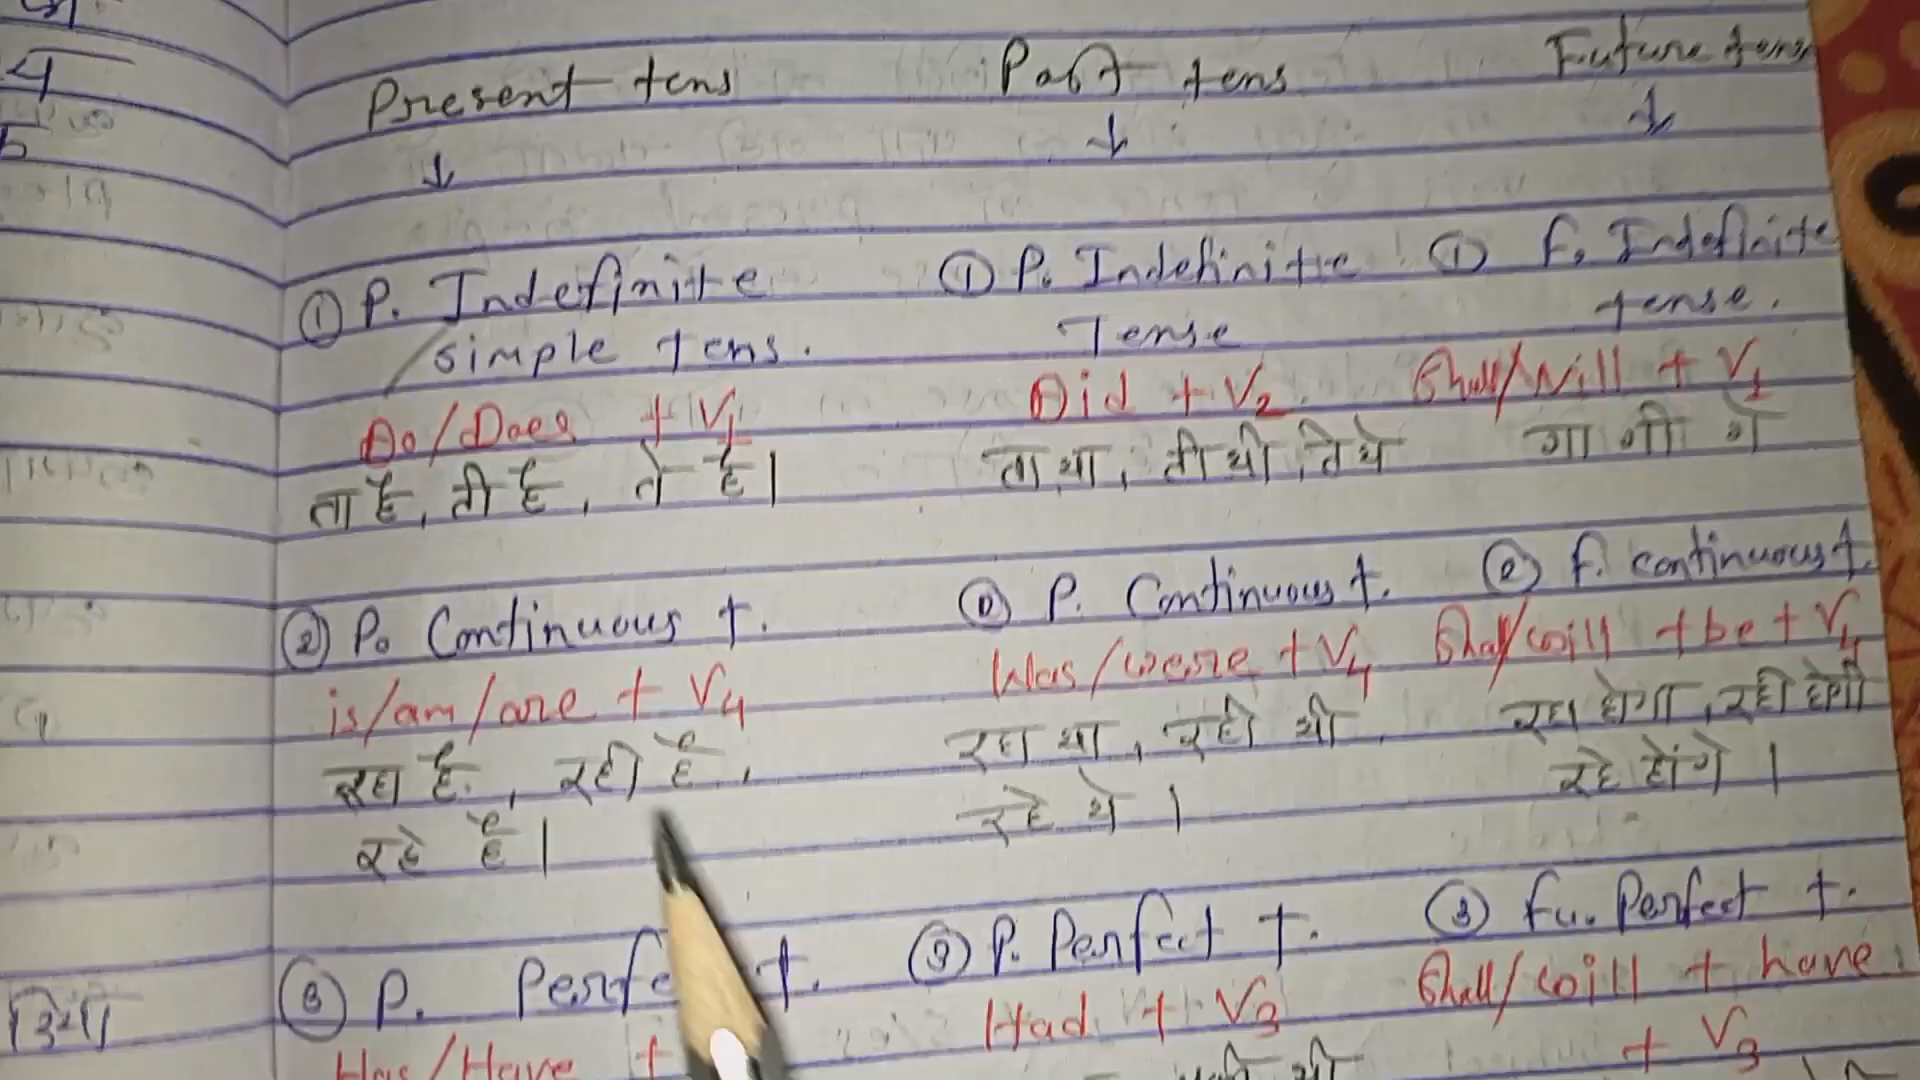 Present tens
↓
① P. Indefinite
/simple tens.
Do/Does + V1
ता है, ती है, ते है।
② P. Continuous t.
is/am/are + V4
रहा है, रही है,
रहे है।
③ P. Perfe t.
Has/Have +
Past tens
↓
① P. Indefinite
Tense
Did + V2.
ता था, ती थी, ते थे
② P. Continuous t.
Was/were + V4
रहा था, रही थी
रहे थे।
③ P. Perfect t.
Had + V3
Future tens
↓
① F. Indefinite
tense.
Shall/Will + V1
गा गी गे
② F. continuous t.
Shall/will + be + V4
रहा होगा, रही होगी
रहे होंगे।
③ Fu. Perfect t.
Shall/will + have
+ V3